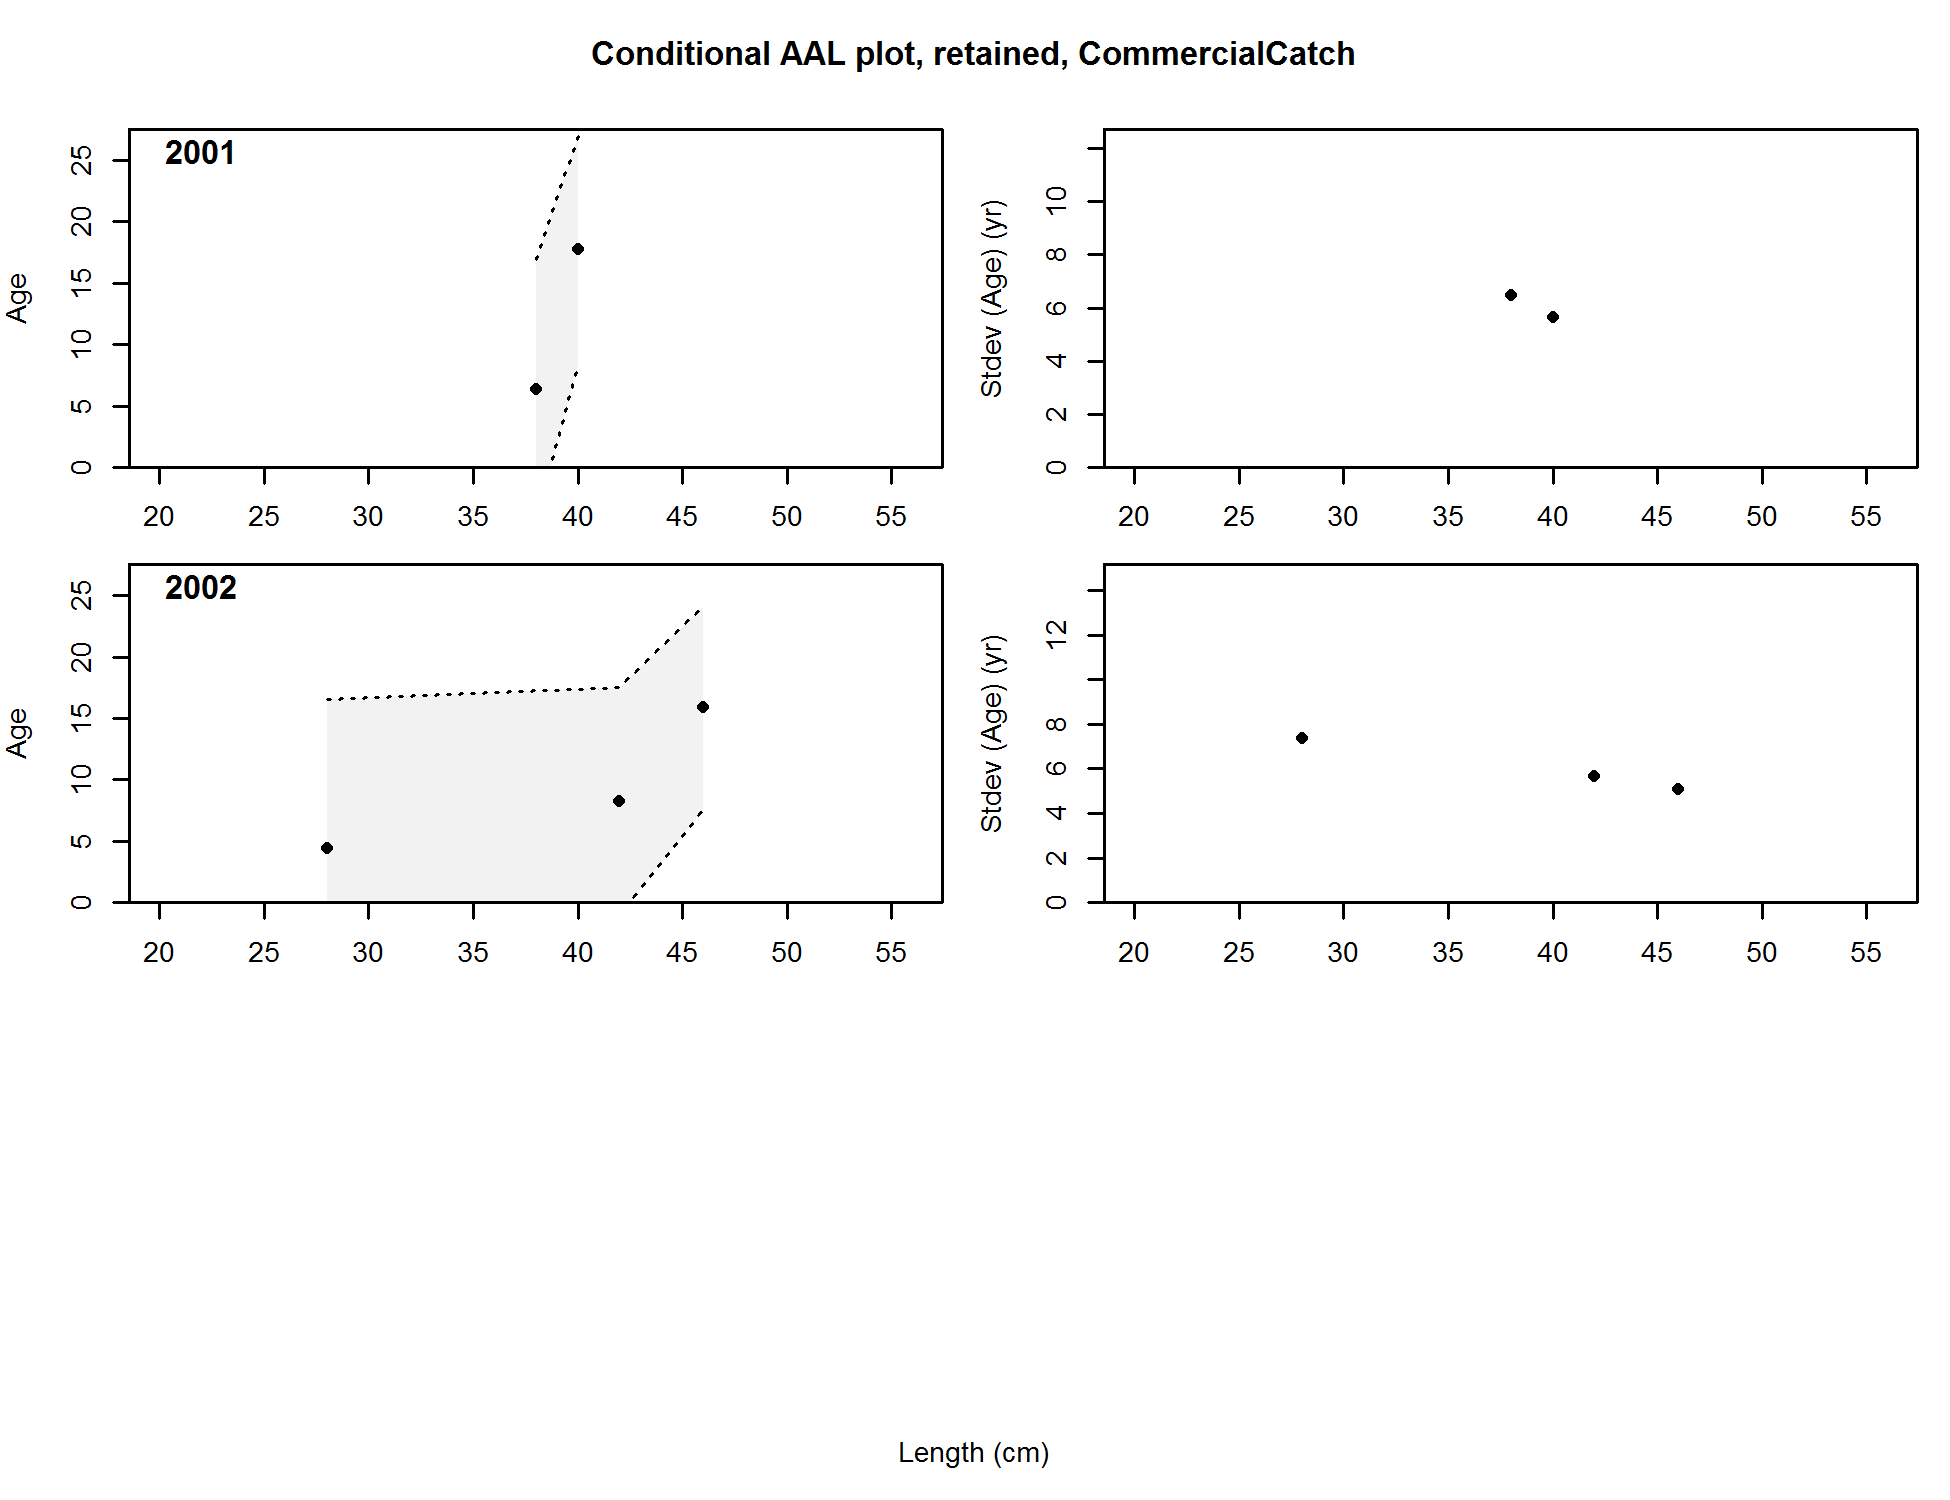 Conditional AAL plot, retained, CommercialCatch
2001
Age
0 5 10 15 20 25
20 25 30 35 40 45 50 55
Stdev (Age) (yr)
0 2 4 6 8 10
20 25 30 35 40 45 50 55
2002
Age
0 5 10 15 20 25
20 25 30 35 40 45 50 55
Stdev (Age) (yr)
0 2 4 6 8 12
20 25 30 35 40 45 50 55
Length (cm)